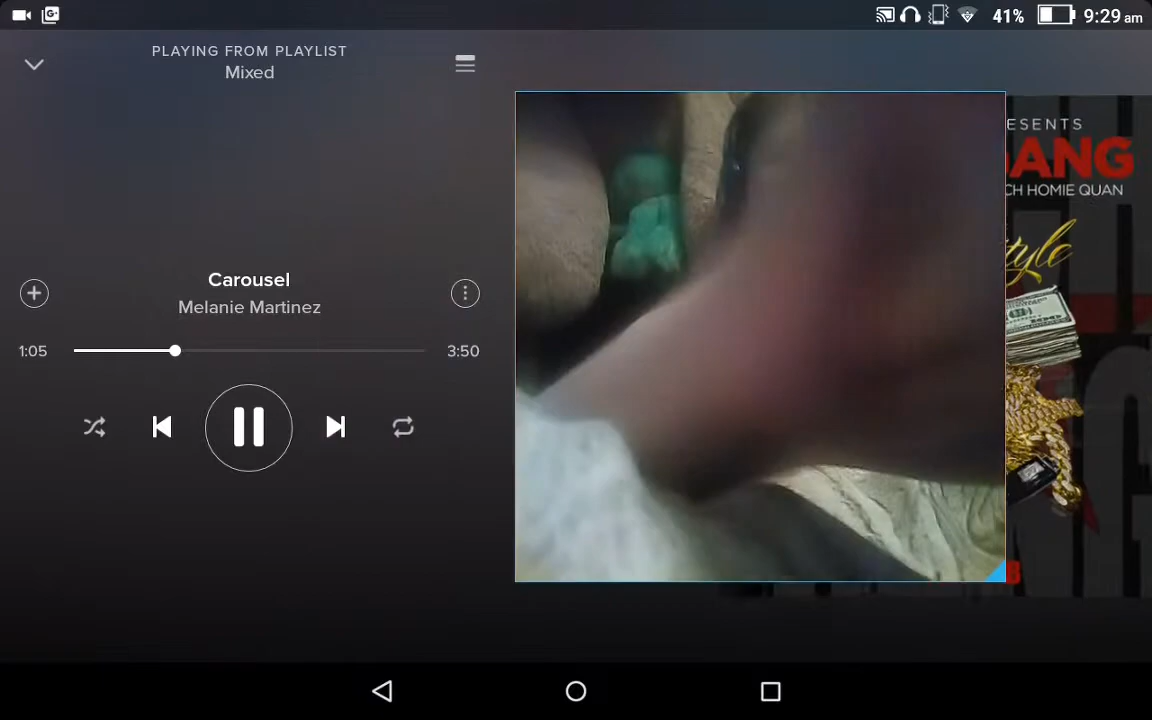 41% 9:29 am
PLAYING FROM PLAYLIST
Mixed
Carousel
Melanie Martinez
1:05 3:50
ESENTS
ANG
CH HOMIE QUAN
tyle